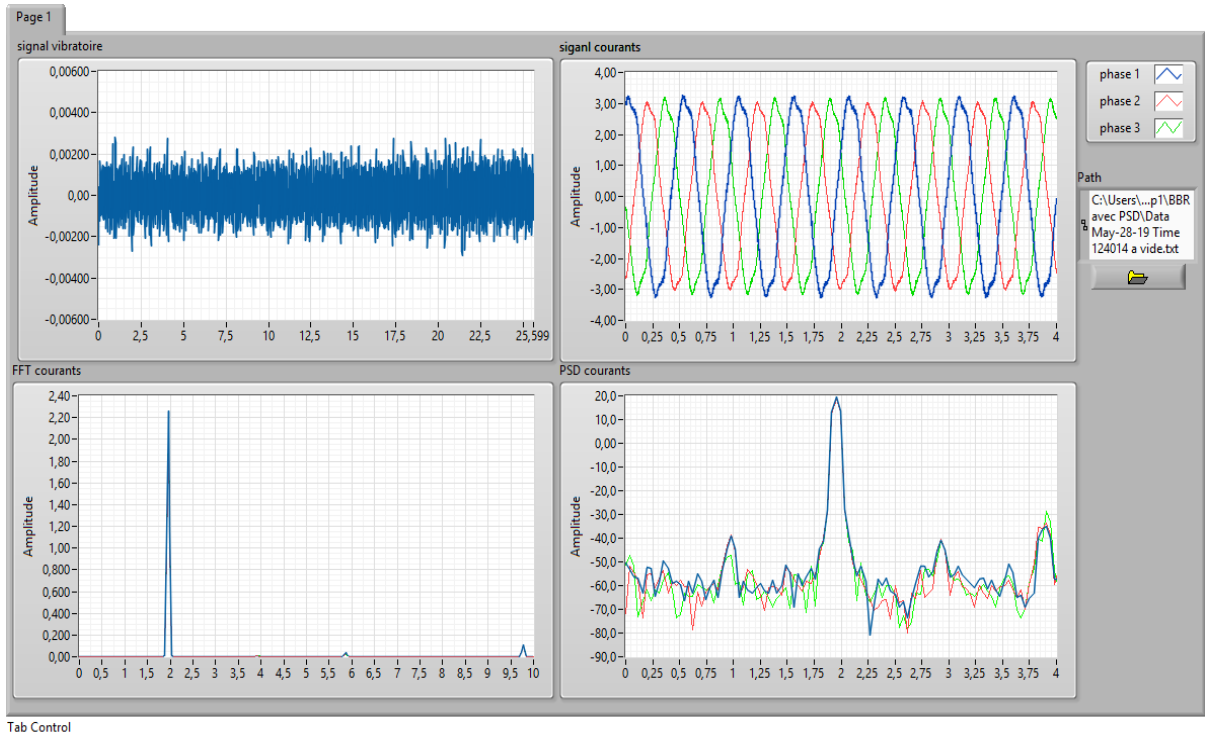 Page 1
signal vibratoire
0,00600
0,00400
0,00200
0,00
-0,00200
-0,00400
-0,00600
Amplitude
0 2,5 5 7,5 10 12,5 15 17,5 20 22,5 25,599
siganl courants
4,00
3,00
2,00
1,00
0,00
-1,00
-2,00
-3,00
-4,00
Amplitude
0 0,25 0,5 0,75 1 1,25 1,5 1,75 2 2,25 2,5 2,75 3 3,25 3,5 3,75 4
phase 1
phase 2
phase 3
Path
C:\Users\...p1\BBR
avec PSD\Data
May-28-19 Time
124014 a vide.txt
FFT courants
2,40
2,20
2,00
1,80
1,60
1,40
1,20
1,00
0,800
0,600
0,400
0,200
0,00
Amplitude
0 0,5 1 1,5 2 2,5 3 3,5 4 4,5 5 5,5 6 6,5 7 7,5 8 8,5 9 9,5 10
PSD courants
20,0
10,0
0,00
-10,0
-20,0
-30,0
-40,0
-50,0
-60,0
-70,0
-80,0
-90,0
Amplitude
0 0,25 0,5 0,75 1 1,25 1,5 1,75 2 2,25 2,5 2,75 3 3,25 3,5 3,75 4
Tab Control